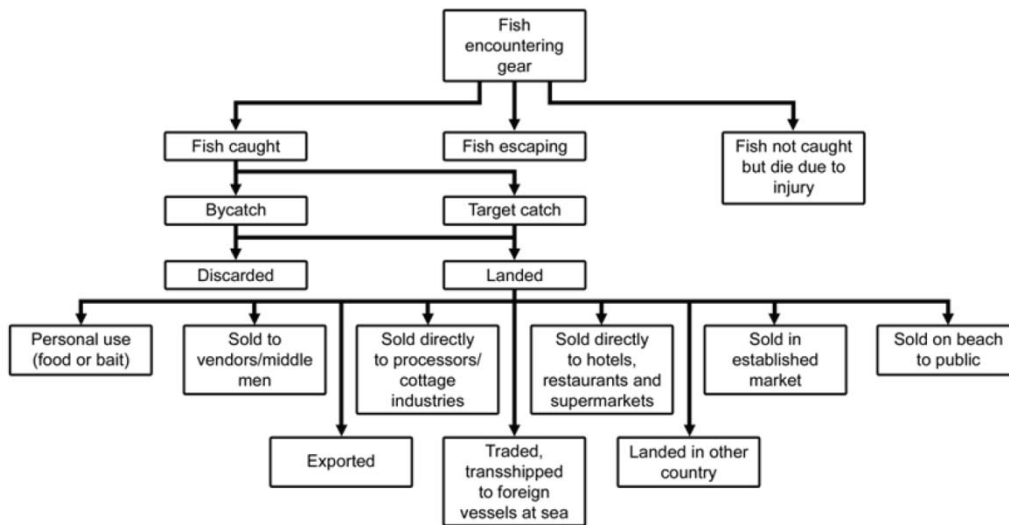 Fish
encountering
gear
Fish caught
Fish escaping
Fish not caught
but die due to
injury
Bycatch
Target catch
Discarded
Landed
Personal use
(food or bait)
Sold to
vendors/middle
men
Sold directly
to processors/
cottage
industries
Sold directly
to hotels,
restaurants and
supermarkets
Sold in
established
market
Sold on beach
to public
Exported
Traded,
transshipped
to foreign
vessels at sea
Landed in other
country